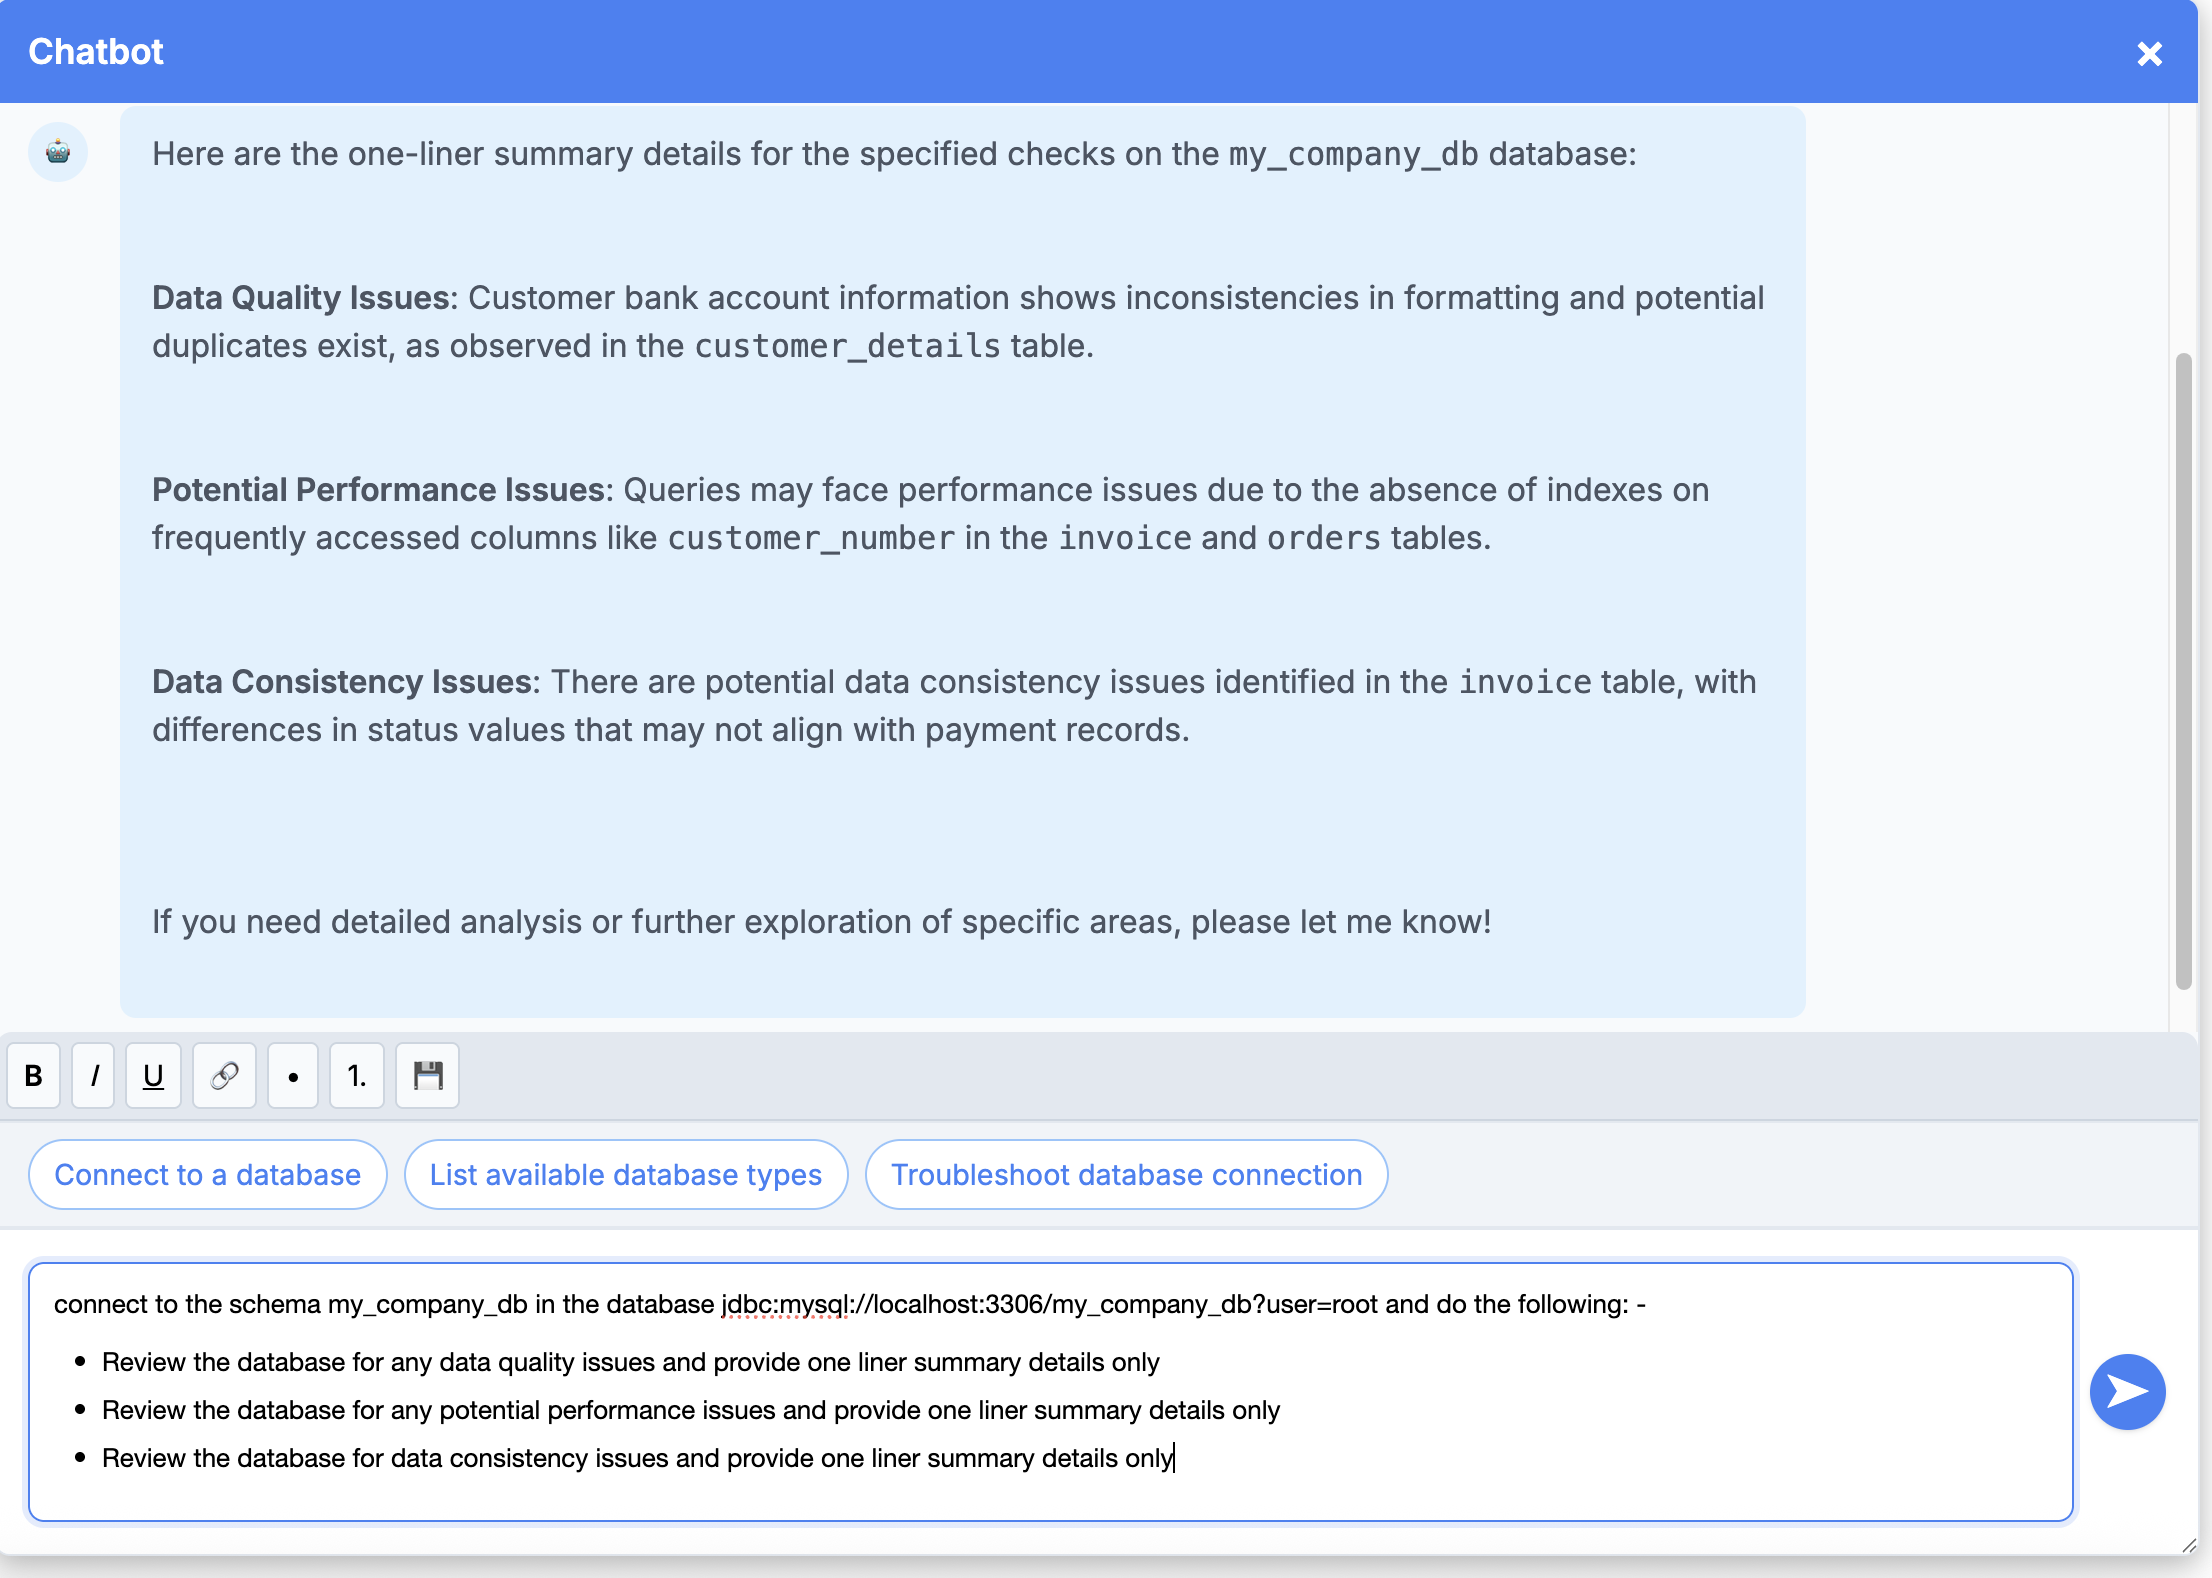 Chatbot
Here are the one-liner summary details for the specified checks on the my_company_db database:
Data Quality Issues: Customer bank account information shows inconsistencies in formatting and potential
duplicates exist, as observed in the customer_details table.
Potential Performance Issues: Queries may face performance issues due to the absence of indexes on
frequently accessed columns like customer_number in the invoice and orders tables.
Data Consistency Issues: There are potential data consistency issues identified in the invoice table, with
differences in status values that may not align with payment records.
If you need detailed analysis or further exploration of specific areas, please let me know!
B I U • 1.
Connect to a database List available database types Troubleshoot database connection
connect to the schema my_company_db in the database jdbc:mysql://localhost:3306/my_company_db?user=root and do the following: -
• Review the database for any data quality issues and provide one liner summary details only
• Review the database for any potential performance issues and provide one liner summary details only
• Review the database for data consistency issues and provide one liner summary details only